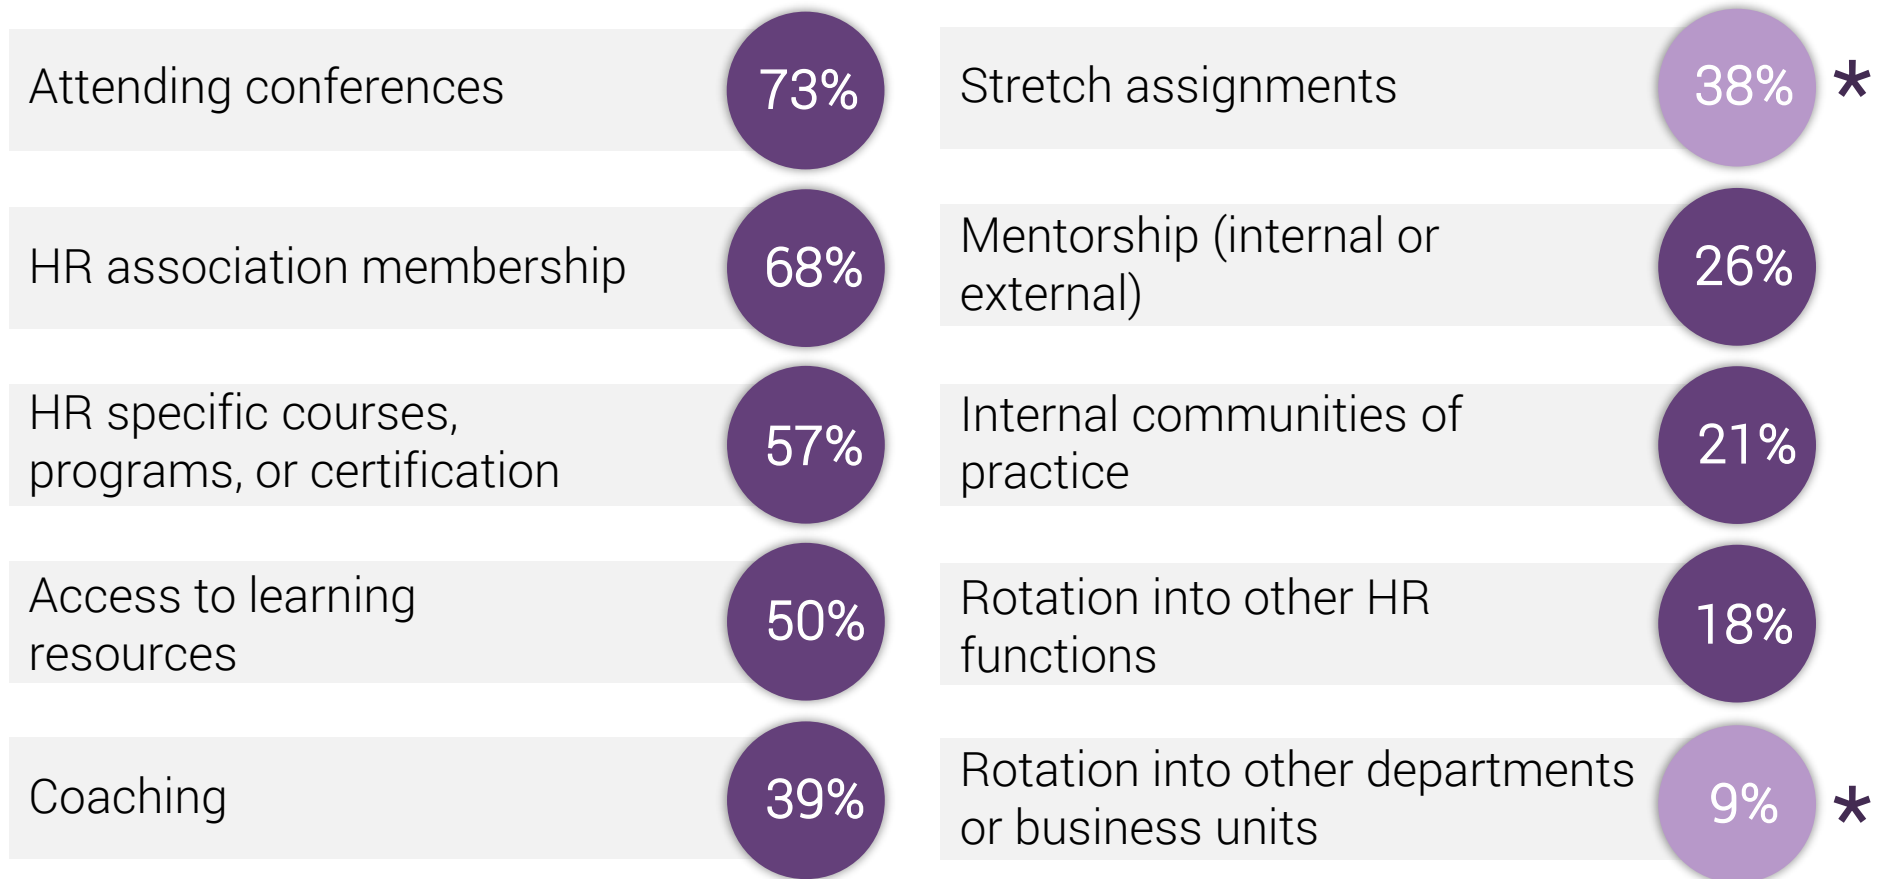 Attending conferences
73%
HR association membership
68%
HR specific courses,
programs, or certification
57%
Access to learning
resources
50%
Coaching
39%
Stretch assignments
38% *
Mentorship (internal or
external)
26%
Internal communities of
practice
21%
Rotation into other HR
functions
18%
Rotation into other departments
or business units
9% *